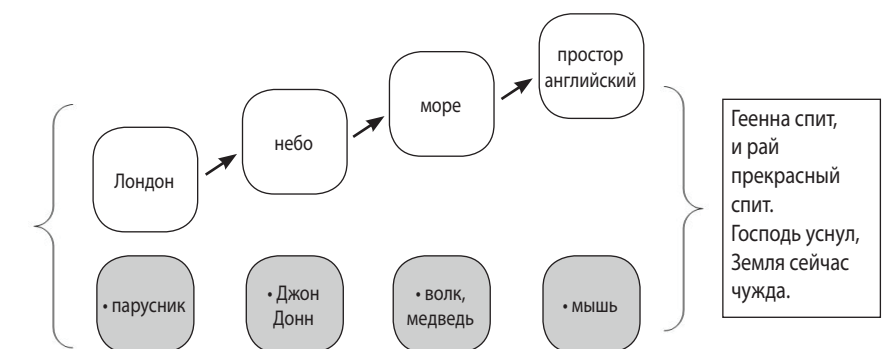 простор
английский
море
небо
Лондон
Геенна спит,
и рай
прекрасный
спит.
Господь уснул,
Земля сейчас
чужда.
• парусник
• Джон
Донн
• волк,
медведь
• мышь